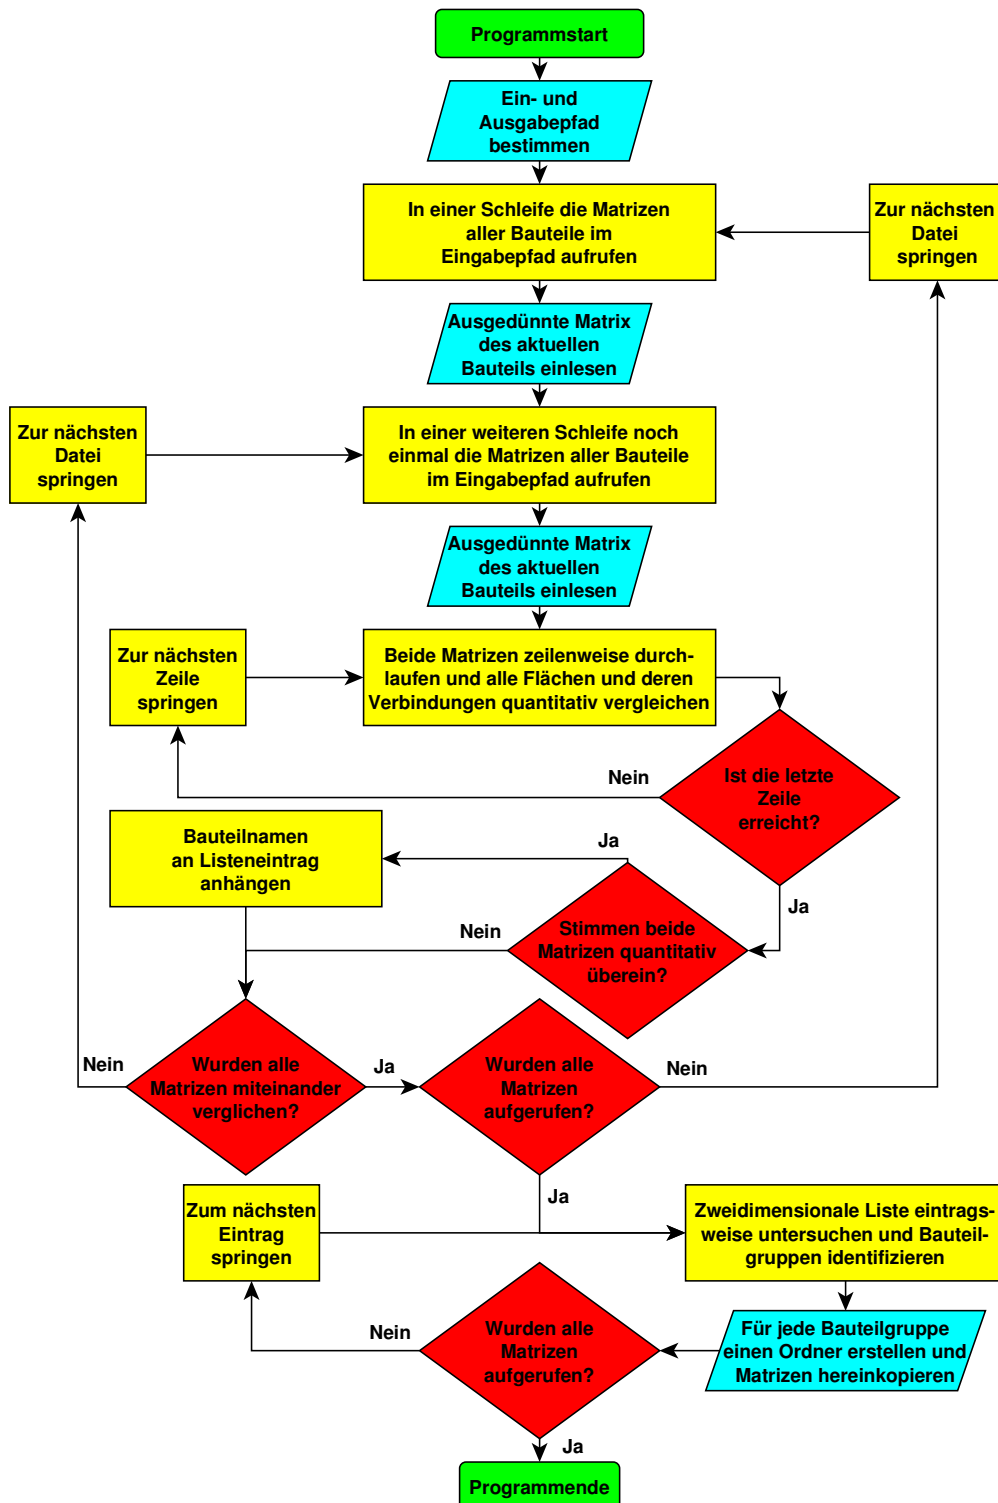 Programmstart
Ein- und
Ausgabepfad
bestimmen
In einer Schleife die Matrizen
aller Bauteile im
Eingabepfad aufrufen
Zur nächsten
Datei
springen
Ausgedünnte Matrix
des aktuellen
Bauteils einlesen
Zur nächsten
Datei
springen
In einer weiteren Schleife noch
einmal die Matrizen aller Bauteile
im Eingabepfad aufrufen
Ausgedünnte Matrix
des aktuellen
Bauteils einlesen
Zur nächsten
Zeile
springen
Beide Matrizen zeilenweise durch-
laufen und alle Flächen und deren
Verbindungen quantitativ vergleichen
Nein
Ist die letzte
Zeile
erreicht?
Ja
Bauteilnamen
an Listeneintrag
anhängen
Ja
Nein
Stimmen beide
Matrizen quantitativ
überein?
Nein
Wurden alle
Matrizen miteinander
verglichen?
Ja
Wurden alle
Matrizen
aufgerufen?
Nein
Ja
Zum nächsten
Eintrag
springen
Zweidimensionale Liste eintrags-
weise untersuchen und Bauteil-
gruppen identifizieren
Nein
Wurden alle
Matrizen
aufgerufen?
Für jede Bauteilgruppe
einen Ordner erstellen und
Matrizen hereinkopieren
Ja
Programmende